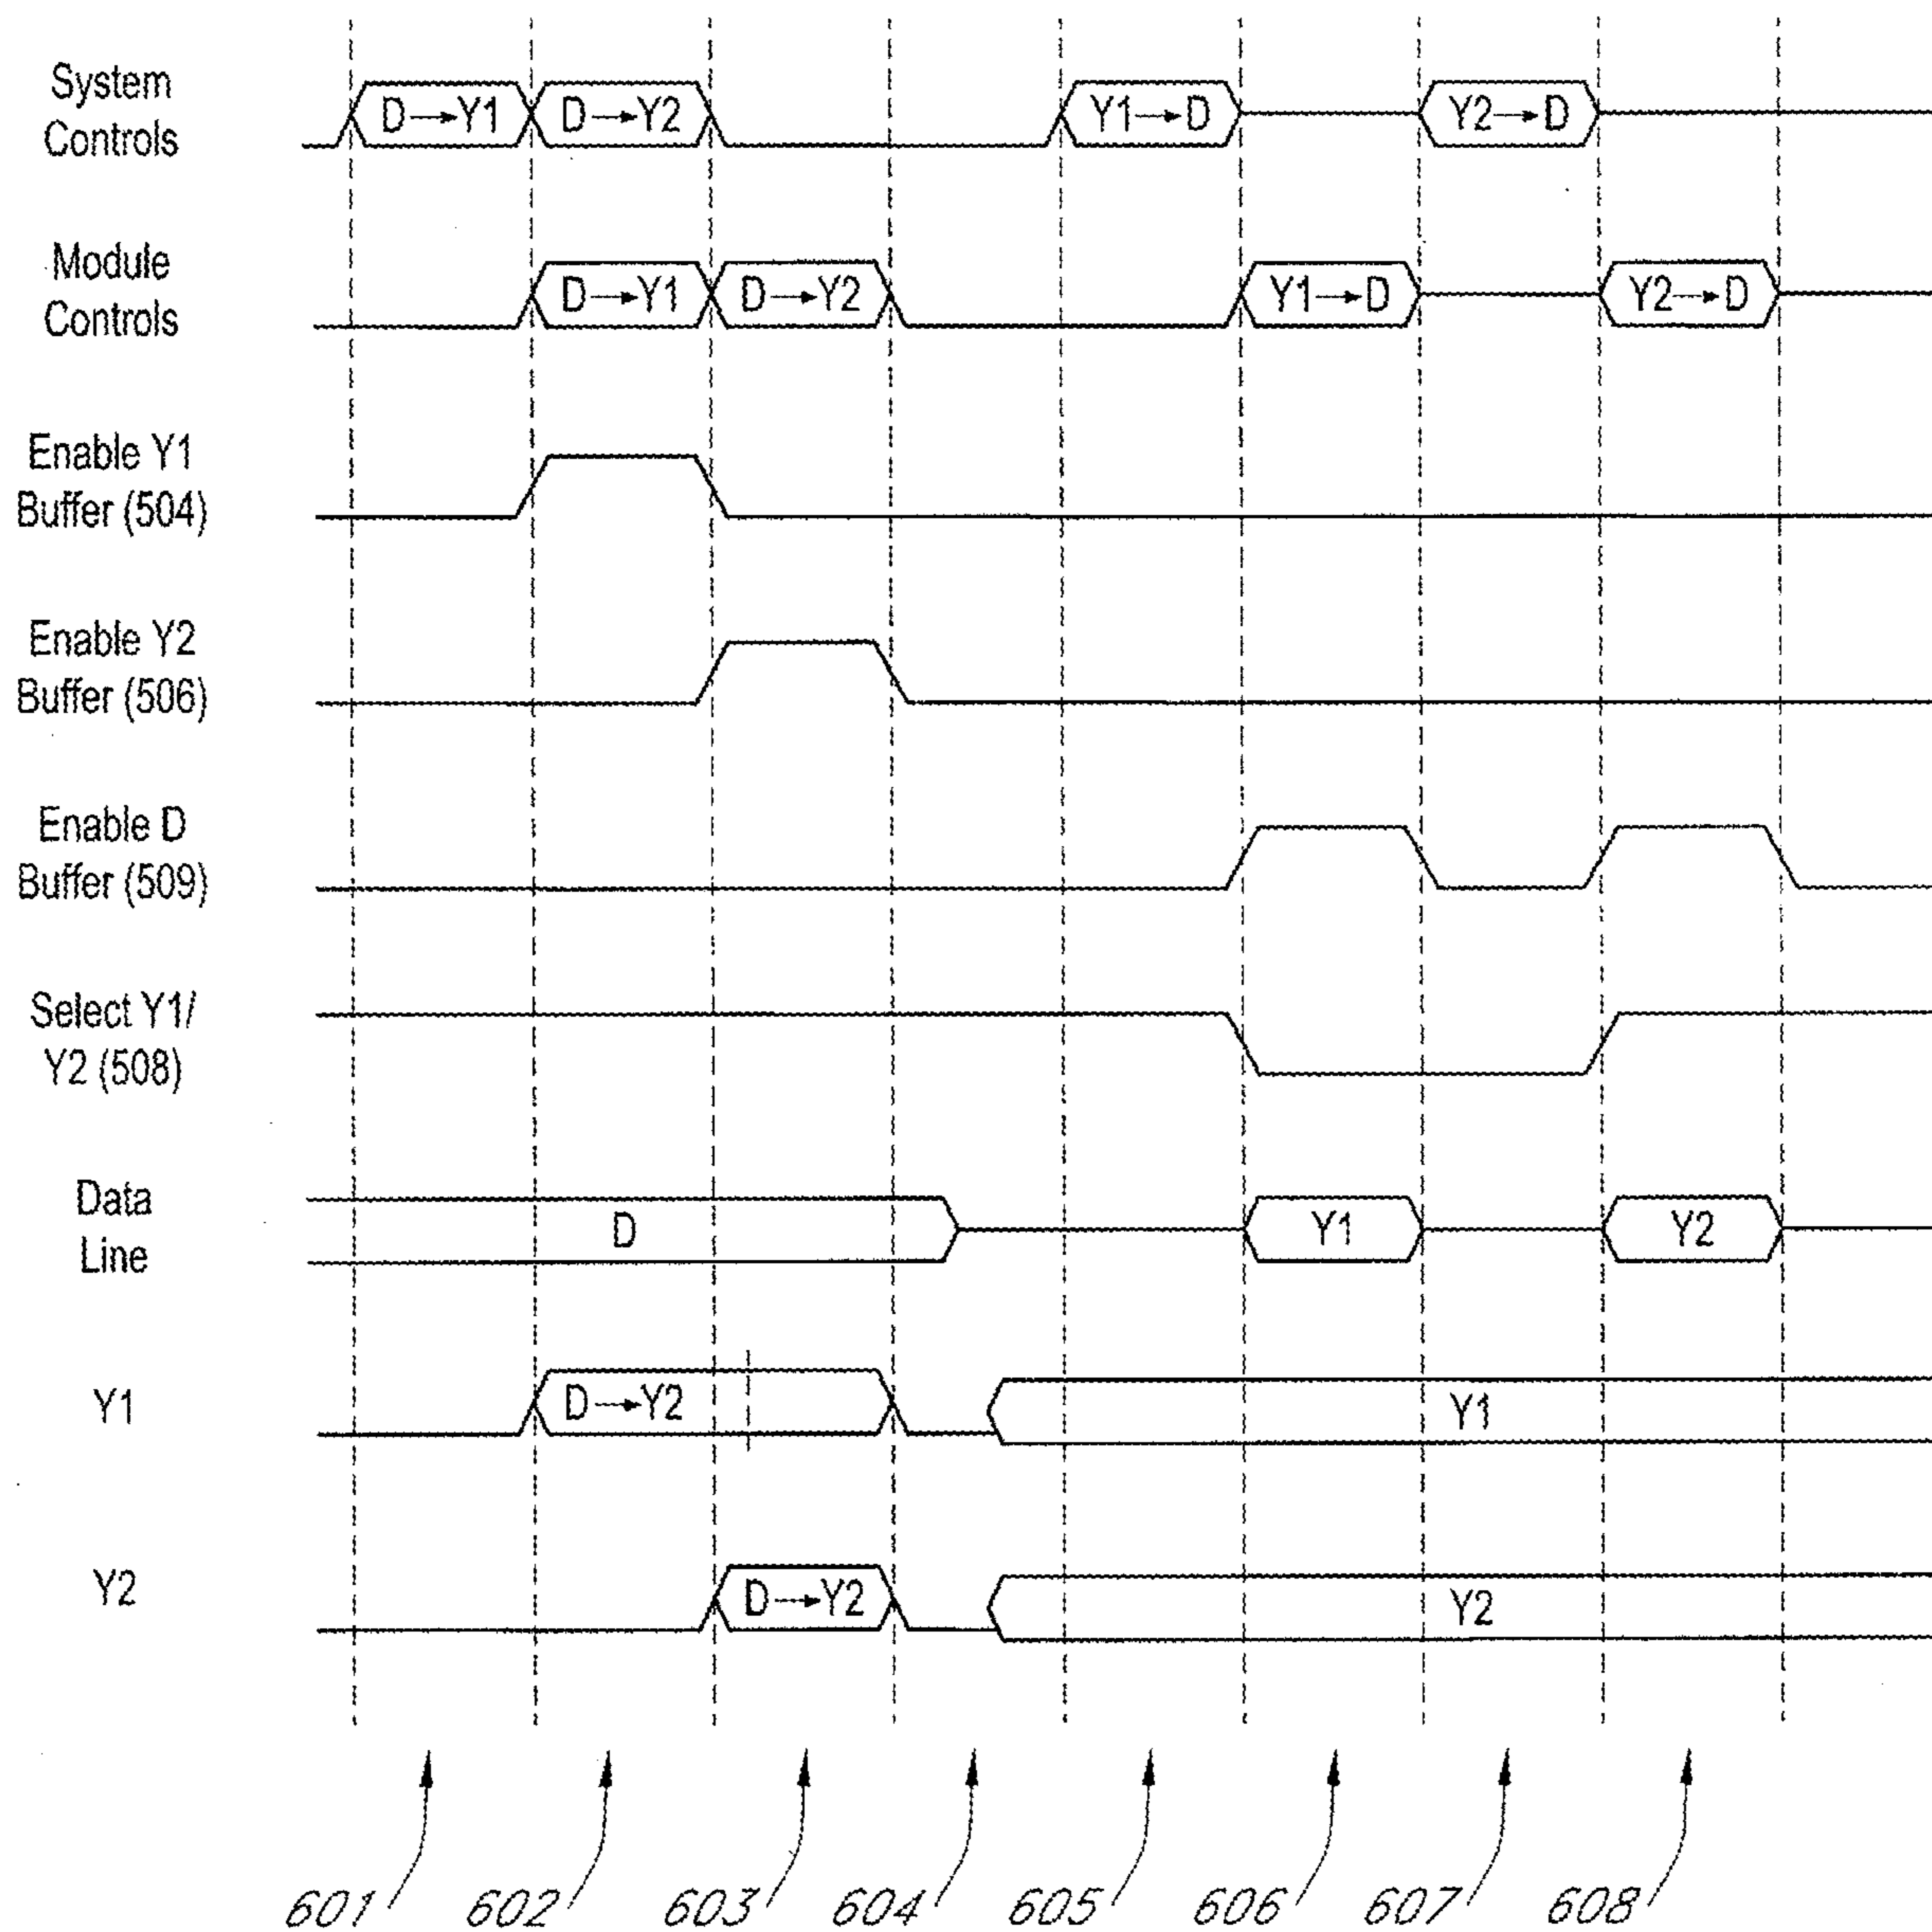 System
Controls
D→Y1
D→Y2
Y1→D
Y2→D
Module
Controls
D→Y1
D→Y2
Y1→D
Y2→D
Enable Y1
Buffer (504)
Enable Y2
Buffer (506)
Enable D
Buffer (509)
Select Y1/
Y2 (508)
Data
Line
D
Y1
Y2
Y1
D→Y2
Y1
Y2
D→Y2
Y2
601
602
603
604
605
606
607
608